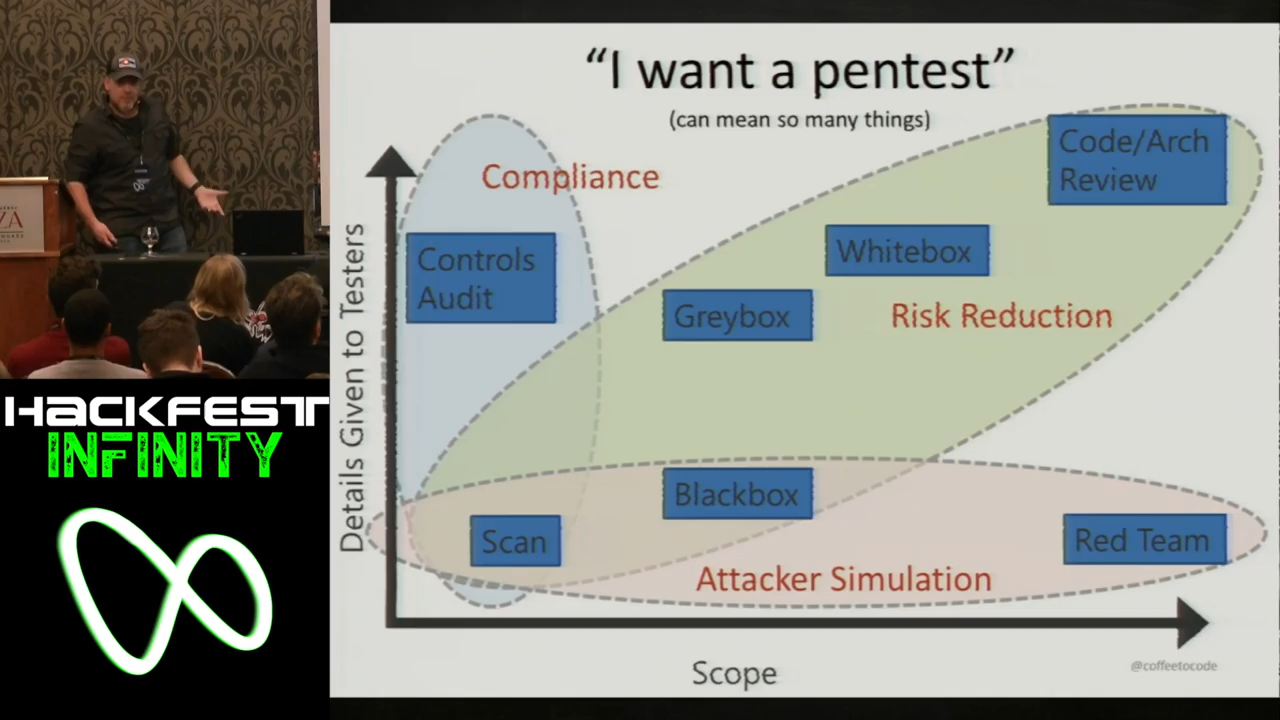 “I want a pentest”
(can mean so many things)
Compliance
Code/Arch
Review
Controls
Audit
Whitebox
Greybox
Risk Reduction
Blackbox
Scan
Red Team
Attacker Simulation
Details Given to Testers
Scope
@coffeetocode
ZA
HACKFEST
INFINITY